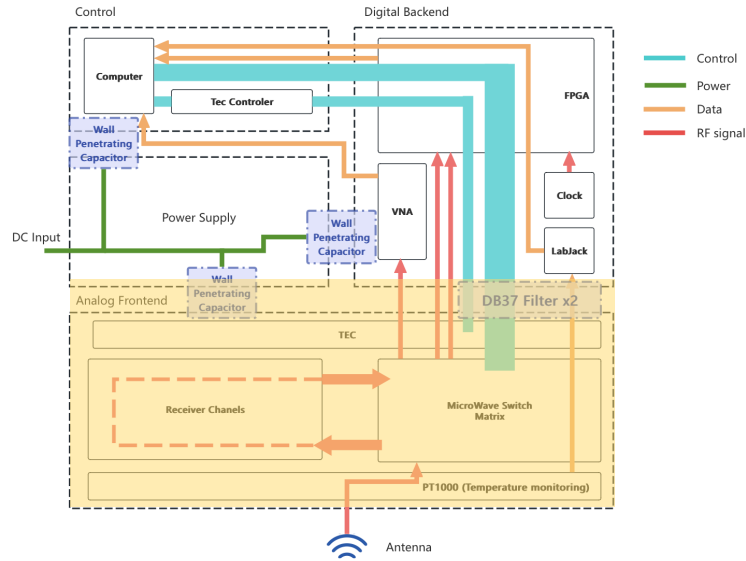 Control
Digital Backend
Computer
Tec Controler
FPGA
Control
Power
Data
RF signal
Wall
Penetrating
Capacitor
VNA
Clock
Power Supply
DC Input
Wall
Penetrating
Capacitor
LabJack
Wall
Penetrating
Capacitor
Analog Frontend
DB37 Filter x2
TEC
Receiver Chanels
MicroWave Switch
Matrix
PT1000 (Temperature monitoring)
Antenna